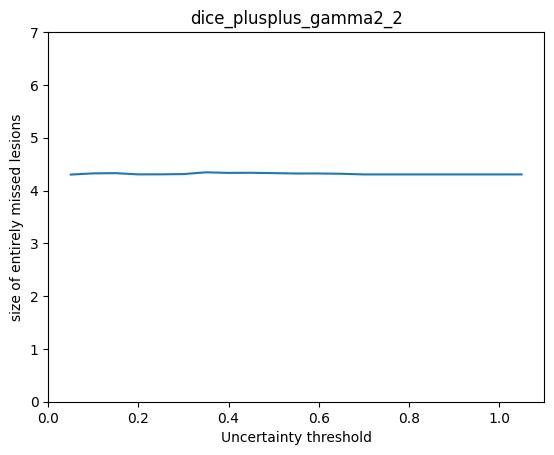 dice_plusplus_gamma2_2
size of entirely missed lesions
7
6
5
4
3
2
1
0
0.0 0.2 0.4 0.6 0.8 1.0
Uncertainty threshold